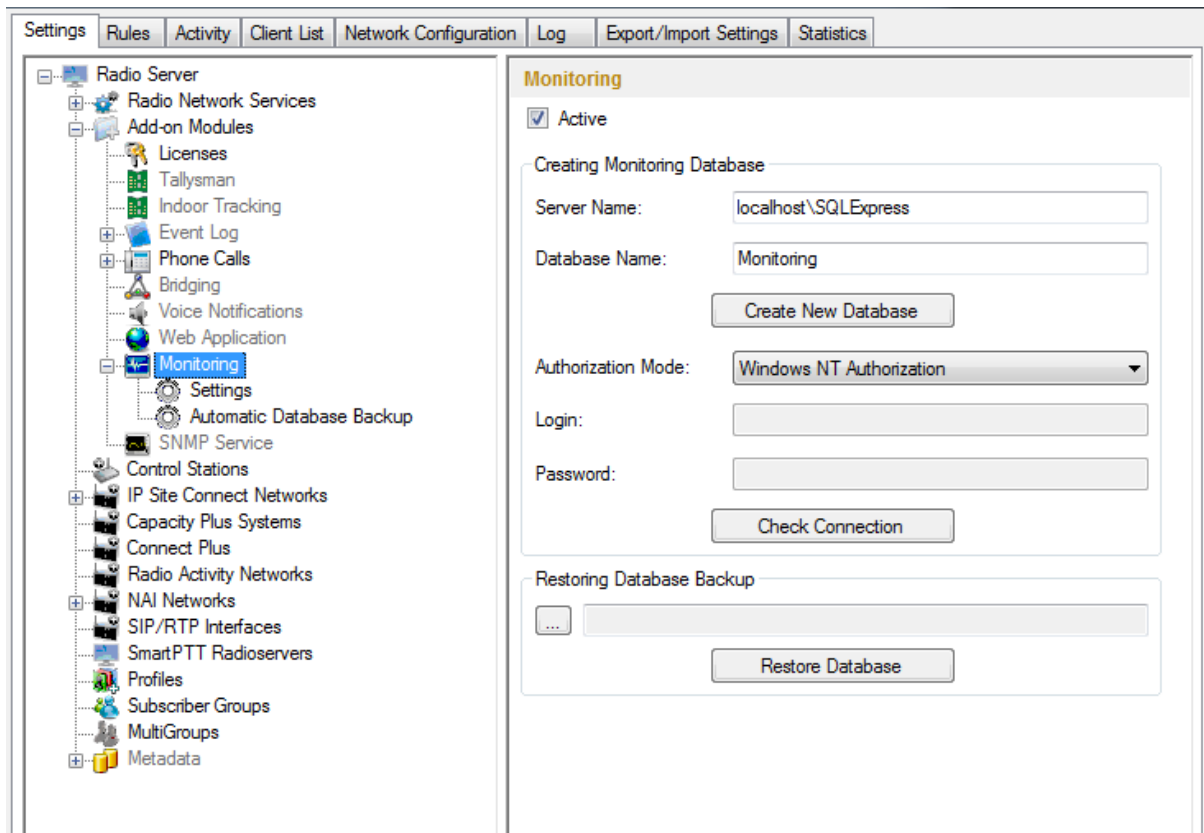 Settings Rules Activity Client List Network Configuration Log Export/Import Settings Statistics
Radio Server
Radio Network Services
Add-on Modules
Licenses
Tallysman
Indoor Tracking
Event Log
Phone Calls
Bridging
Voice Notifications
Web Application
Monitoring
Settings
Automatic Database Backup
SNMP Service
Control Stations
IP Site Connect Networks
Capacity Plus Systems
Connect Plus
Radio Activity Networks
NAI Networks
SIP/RTP Interfaces
SmartPTT Radioservers
Profiles
Subscriber Groups
MultiGroups
Metadata
Monitoring
Active
Creating Monitoring Database
Server Name: localhost\SQLExpress
Database Name: Monitoring
Create New Database
Authorization Mode: Windows NT Authorization
Login:
Password:
Check Connection
Restoring Database Backup
...
Restore Database